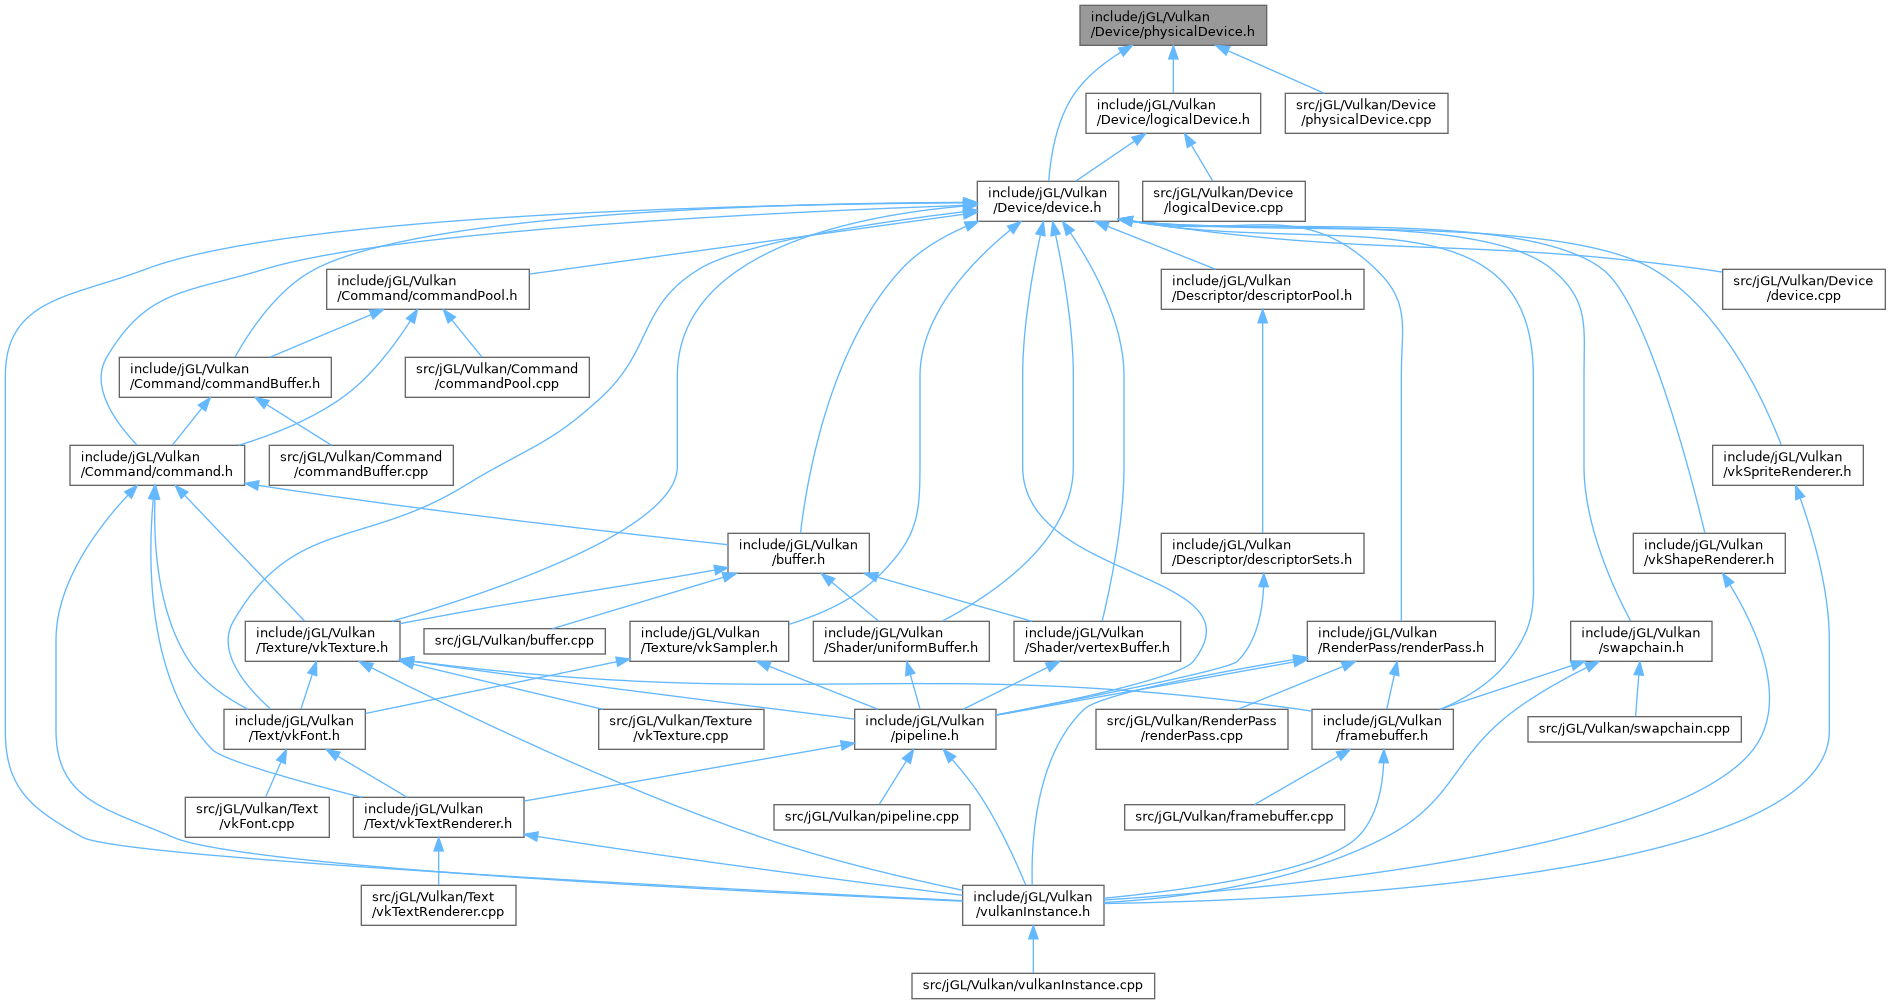 include/jGL/Vulkan
/Device/physicalDevice.h
include/jGL/Vulkan
/Device/logicalDevice.h
src/jGL/Vulkan/Device
/physicalDevice.cpp
include/jGL/Vulkan
/Device/device.h
src/jGL/Vulkan/Device
/logicalDevice.cpp
include/jGL/Vulkan
/Command/commandPool.h
include/jGL/Vulkan
/Descriptor/descriptorPool.h
src/jGL/Vulkan/Device
/device.cpp
include/jGL/Vulkan
/Command/commandBuffer.h
src/jGL/Vulkan/Command
/commandPool.cpp
include/jGL/Vulkan
/Command/command.h
src/jGL/Vulkan/Command
/commandBuffer.cpp
include/jGL/Vulkan
/vkSpriteRenderer.h
include/jGL/Vulkan
/buffer.h
include/jGL/Vulkan
/Descriptor/descriptorSets.h
include/jGL/Vulkan
/vkShapeRenderer.h
include/jGL/Vulkan
/Texture/vkTexture.h
src/jGL/Vulkan/buffer.cpp
include/jGL/Vulkan
/Texture/vkSampler.h
include/jGL/Vulkan
/Shader/uniformBuffer.h
include/jGL/Vulkan
/Shader/vertexBuffer.h
include/jGL/Vulkan
/RenderPass/renderPass.h
include/jGL/Vulkan
/swapchain.h
include/jGL/Vulkan
/Text/vkFont.h
src/jGL/Vulkan/Texture
/vkTexture.cpp
include/jGL/Vulkan
/pipeline.h
src/jGL/Vulkan/RenderPass
/renderPass.cpp
include/jGL/Vulkan
/framebuffer.h
src/jGL/Vulkan/swapchain.cpp
src/jGL/Vulkan/Text
/vkFont.cpp
include/jGL/Vulkan
/Text/vkTextRenderer.h
src/jGL/Vulkan/pipeline.cpp
src/jGL/Vulkan/framebuffer.cpp
src/jGL/Vulkan/Text
/vkTextRenderer.cpp
include/jGL/Vulkan
/vulkanInstance.h
src/jGL/Vulkan/vulkanInstance.cpp